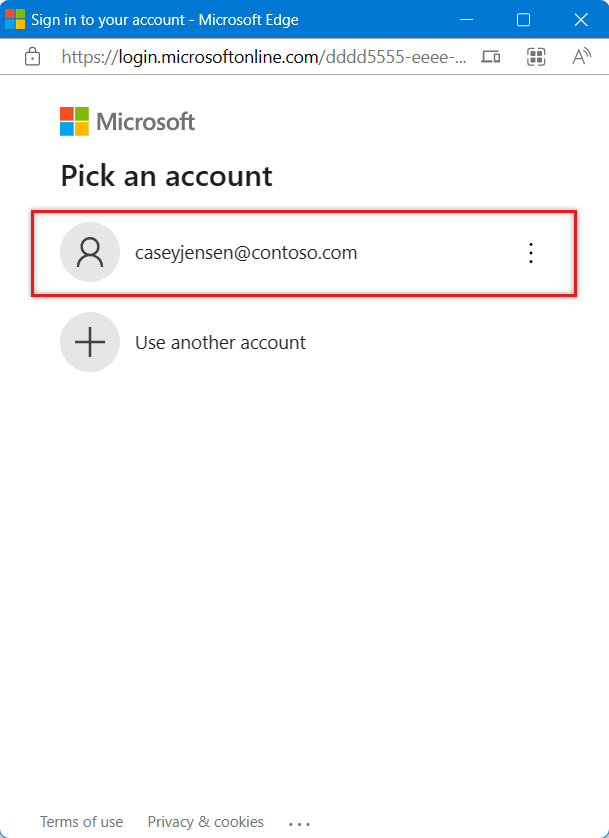 Sign in to your account - Microsoft Edge
https://login.microsoftonline.com/dddd5555-eeee-...
Microsoft
Pick an account
caseyjensen@contoso.com
Use another account
Terms of use Privacy & cookies ...